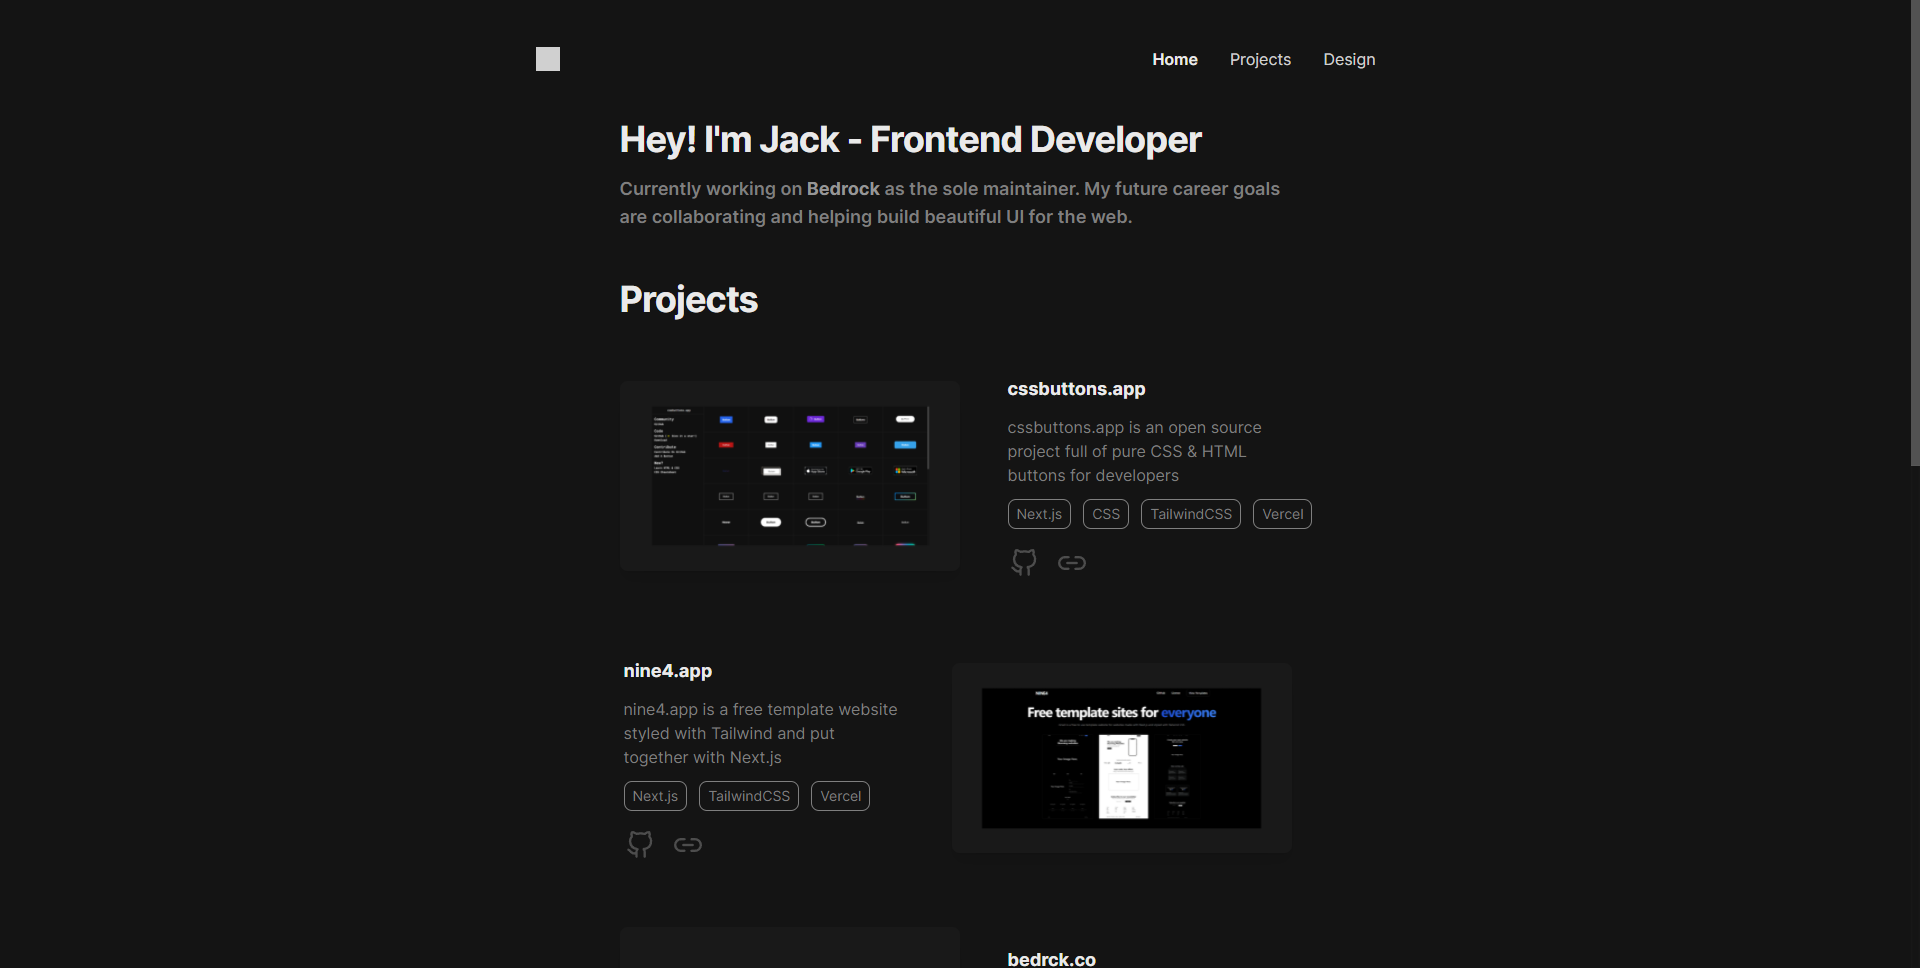 Home Projects Design
Hey! I'm Jack - Frontend Developer
Currently working on Bedrock as the sole maintainer. My future career goals
are collaborating and helping build beautiful UI for the web.
Projects
cssbuttons.app
cssbuttons.app is an open source
project full of pure CSS & HTML
buttons for developers
Next.js CSS TailwindCSS Vercel
nine4.app
nine4.app is a free template website
styled with Tailwind and put
together with Next.js
Next.js TailwindCSS Vercel
NINE4
Free template sites for everyone
bedrck.co